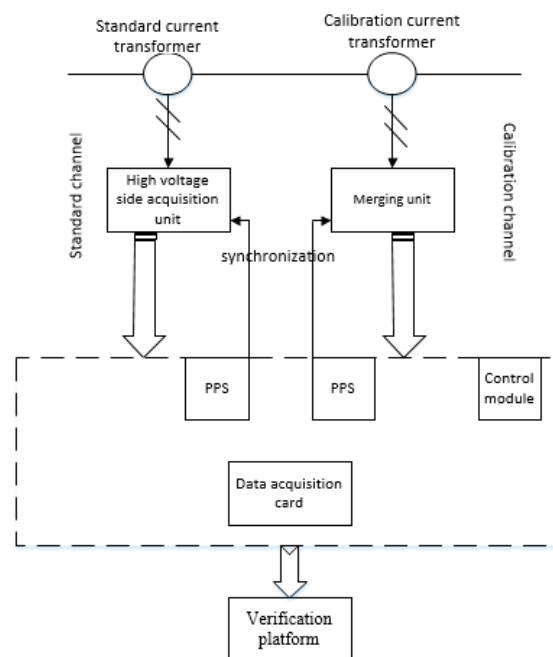 Standard current
transformer
Calibration current
transformer
Standard channel
Calibration channel
High voltage
side acquisition
unit
Merging unit
synchronization
PPS
PPS
Control
module
Data acquisition
card
Verification
platform